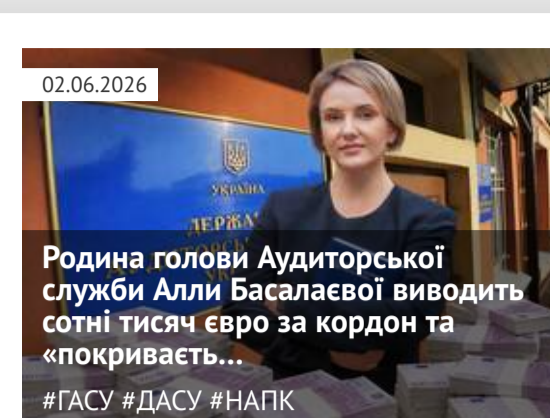 02.06.2026
УКРАЇНА
Родина голови Аудиторської
служби Алли Басалаєвої виводить
сотні тисяч євро за кордон та
«покриваєть...
#ГАСУ #ДАСУ #НАПК